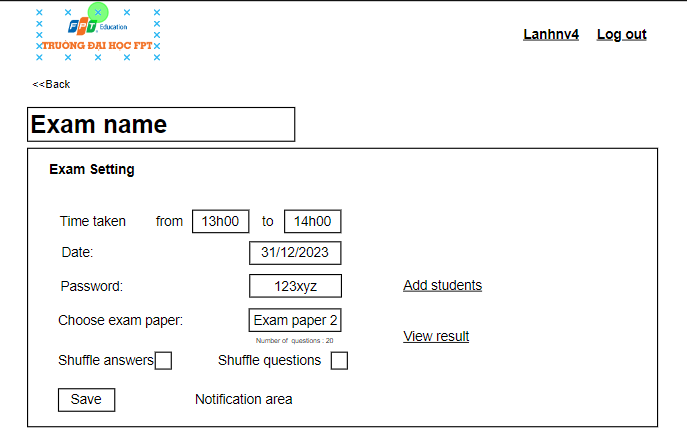 FPT Education
TRƯỜNG ĐẠI HỌC FPT
Lanhnv4 Log out
<<Back
Exam name
Exam Setting
Time taken from 13h00 to 14h00
Date: 31/12/2023
Password: 123xyz Add students
Choose exam paper: Exam paper 2
Number of questions : 20
View result
Shuffle answers Shuffle questions
Save Notification area